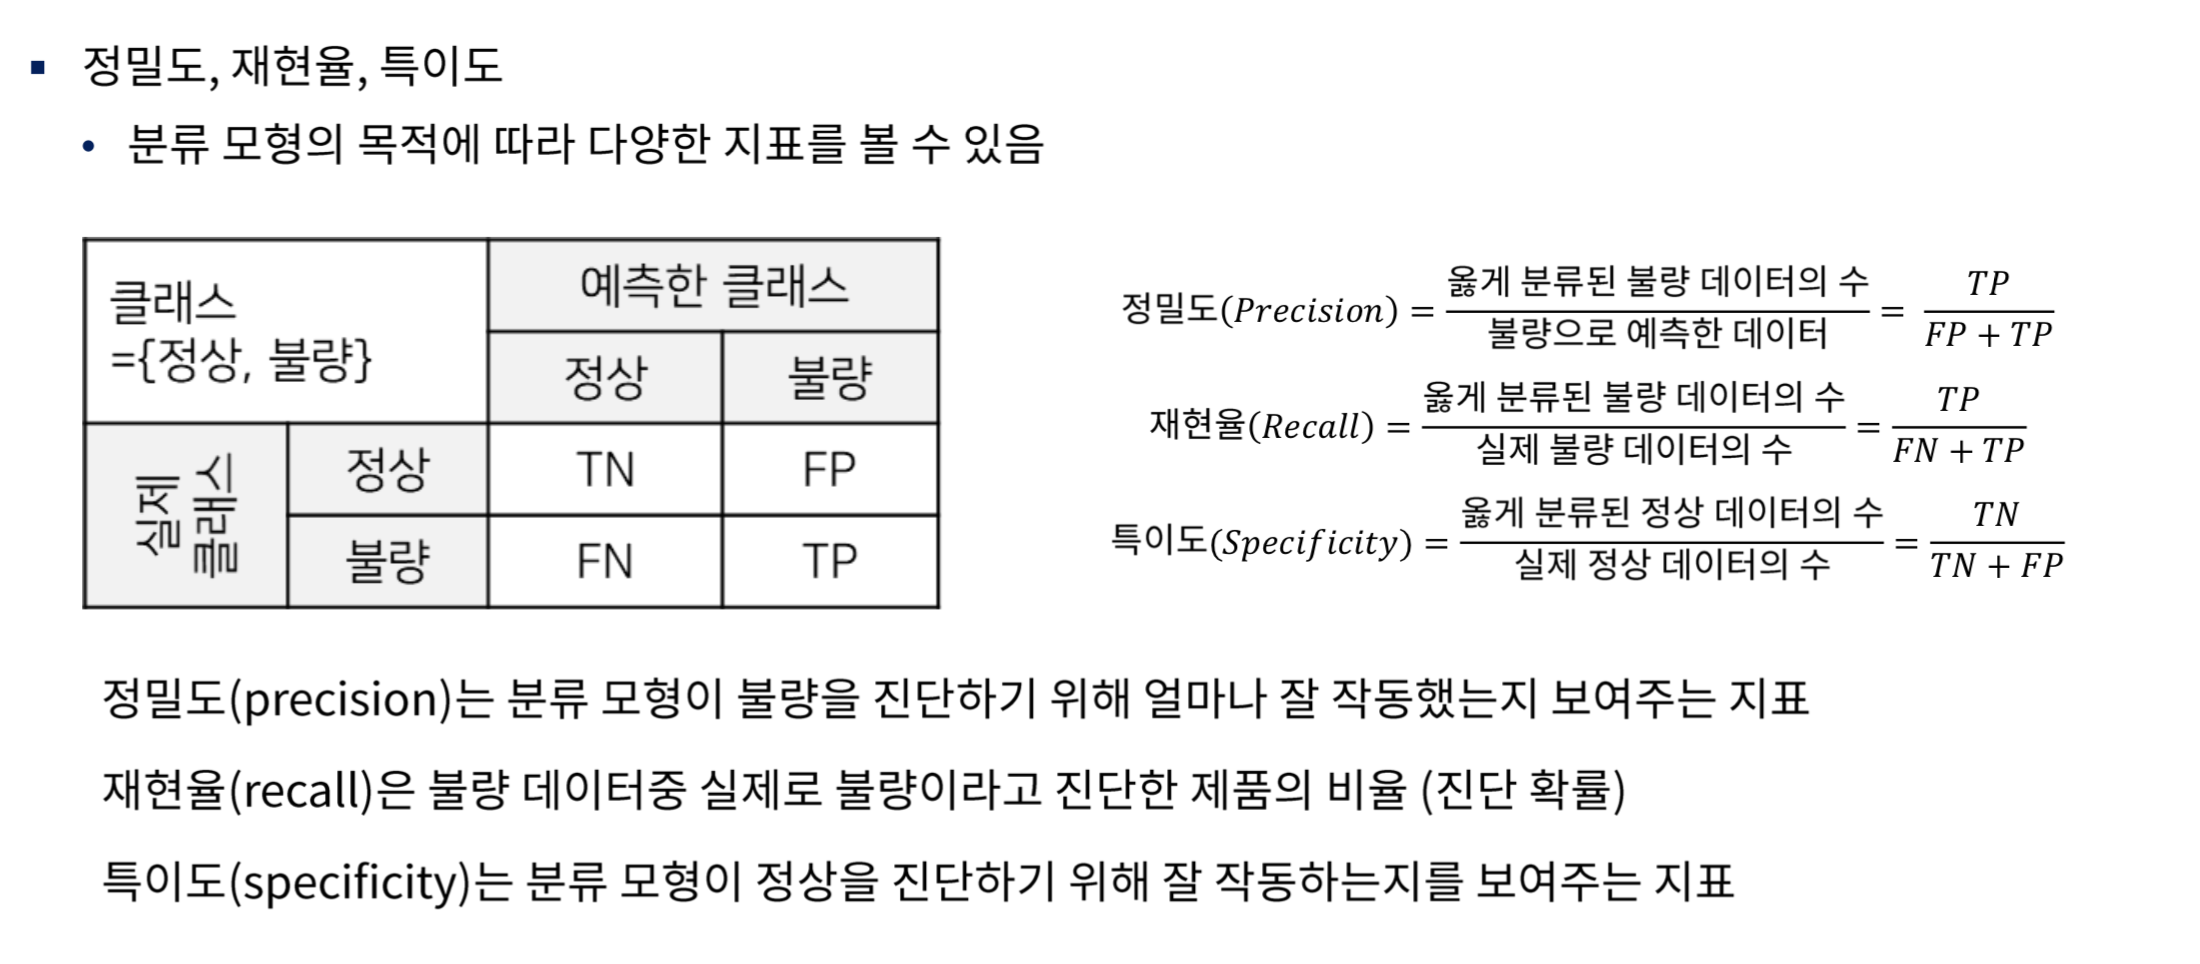 ▪ 정밀도, 재현율, 특이도
• 분류 모형의 목적에 따라 다양한 지표를 볼 수 있음
클래스
={정상, 불량}
예측한 클래스
정상 불량
실제
클래스
정상 TN FP
불량 FN TP
정밀도(Precision) = 옳게 분류된 불량 데이터의 수 / 불량으로 예측한 데이터 = TP / FP + TP
재현율(Recall) = 옳게 분류된 불량 데이터의 수 / 실제 불량 데이터의 수 = TP / FN + TP
특이도(Specificity) = 옳게 분류된 정상 데이터의 수 / 실제 정상 데이터의 수 = TN / TN + FP
정밀도(precision)는 분류 모형이 불량을 진단하기 위해 얼마나 잘 작동했는지 보여주는 지표
재현율(recall)은 불량 데이터중 실제로 불량이라고 진단한 제품의 비율 (진단 확률)
특이도(specificity)는 분류 모형이 정상을 진단하기 위해 잘 작동하는지를 보여주는 지표